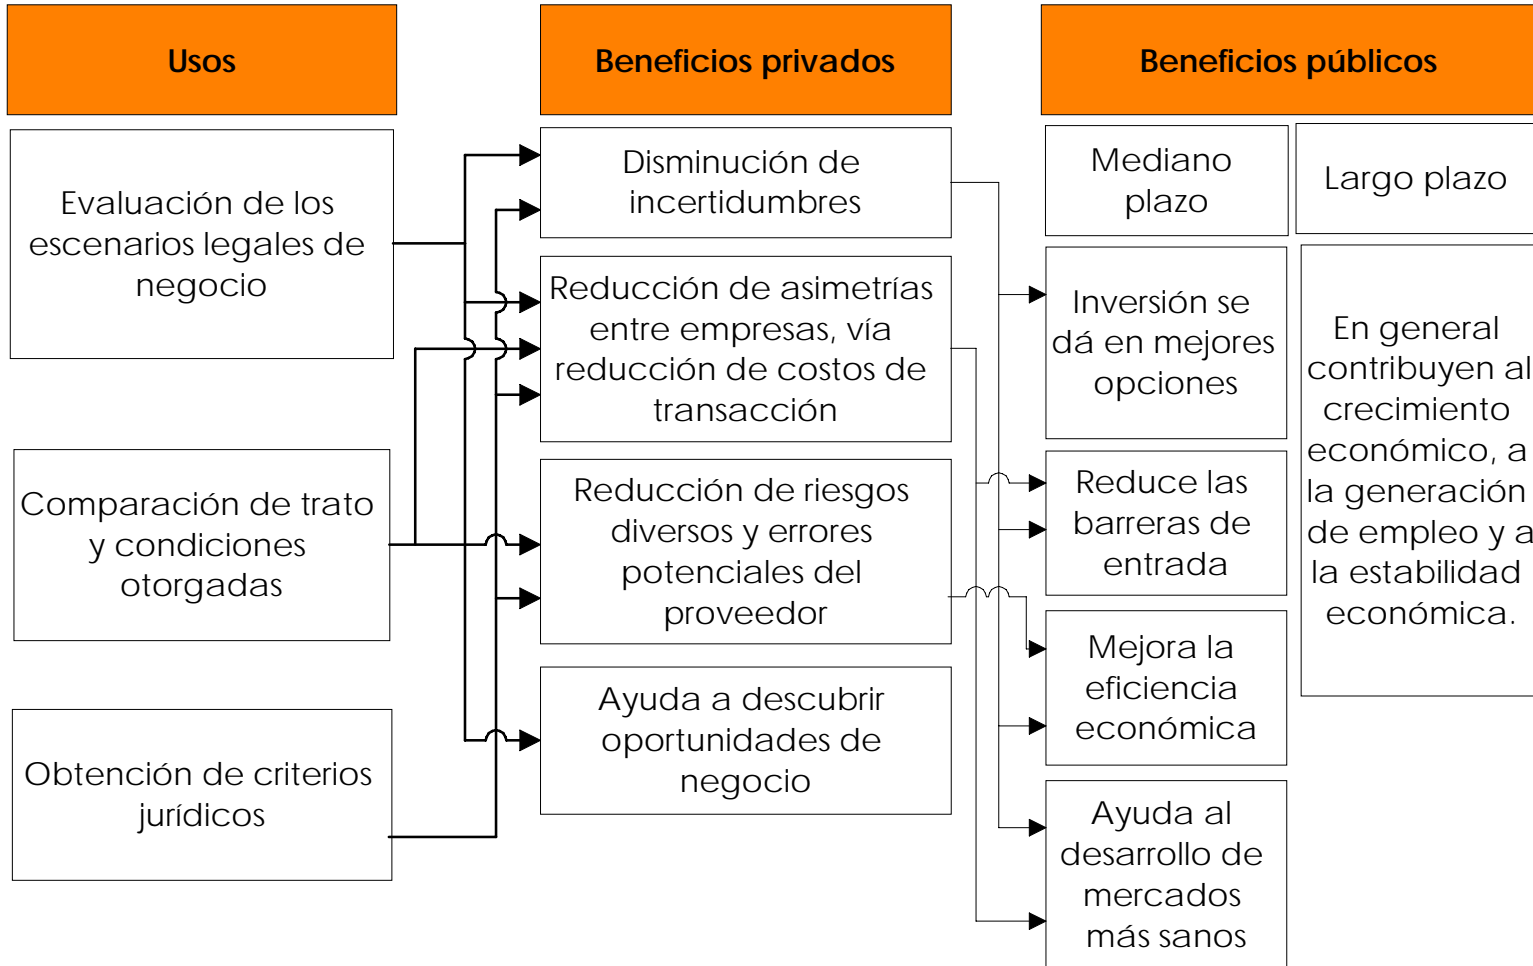 Usos
Beneficios privados
Beneficios públicos
Evaluación de los
escenarios legales de
negocio
Comparación de trato
y condiciones
otorgadas
Obtención de criterios
jurídicos
Disminución de
incertidumbres
Reducción de asimetrías
entre empresas, vía
reducción de costos de
transacción
Reducción de riesgos
diversos y errores
potenciales del
proveedor
Ayuda a descubrir
oportunidades de
negocio
Mediano
plazo
Inversión se
dá en mejores
opciones
Reduce las
barreras de
entrada
Mejora la
eficiencia
económica
Ayuda al
desarrollo de
mercados
más sanos
Largo plazo
En general
contribuyen al
crecimiento
económico, a
la generación
de empleo y a
la estabilidad
económica.